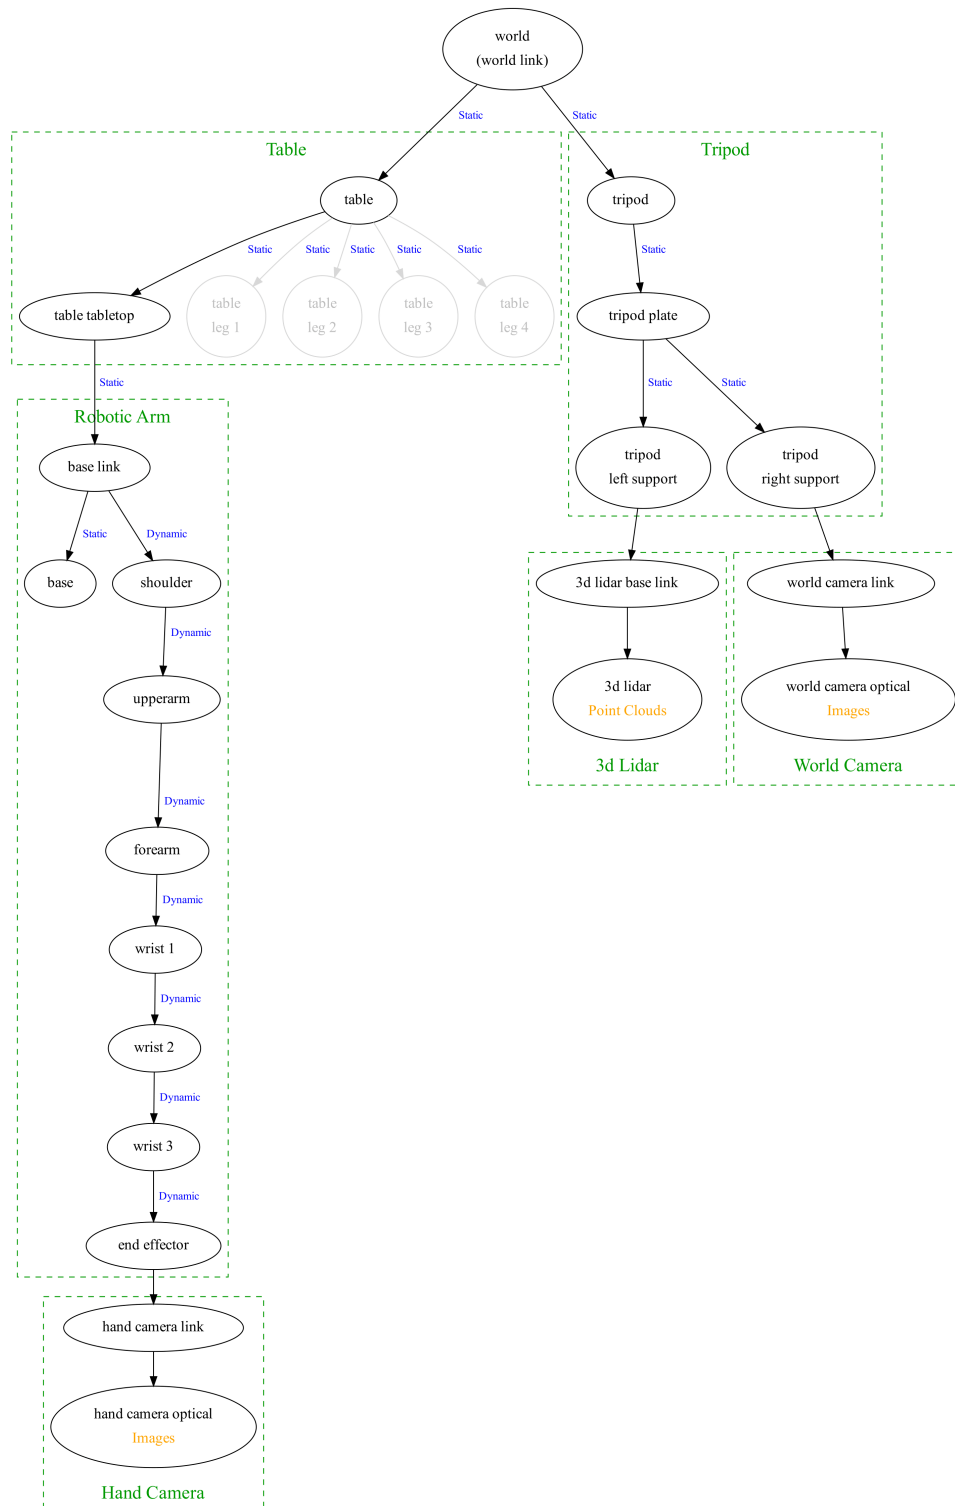 world
(world link)
Static
Static
Table
Tripod
table
tripod
Static
Static
Static
Static
Static
Static
table tabletop
table
leg 1
table
leg 2
table
leg 3
table
leg 4
tripod plate
Static
Static
Static
Robotic Arm
base link
tripod
left support
tripod
right support
Static
Dynamic
base
shoulder
3d lidar base link
world camera link
Dynamic
upperarm
3d lidar
Point Clouds
world camera optical
Images
3d Lidar
World Camera
Dynamic
forearm
Dynamic
wrist 1
Dynamic
wrist 2
Dynamic
wrist 3
Dynamic
end effector
hand camera link
hand camera optical
Images
Hand Camera